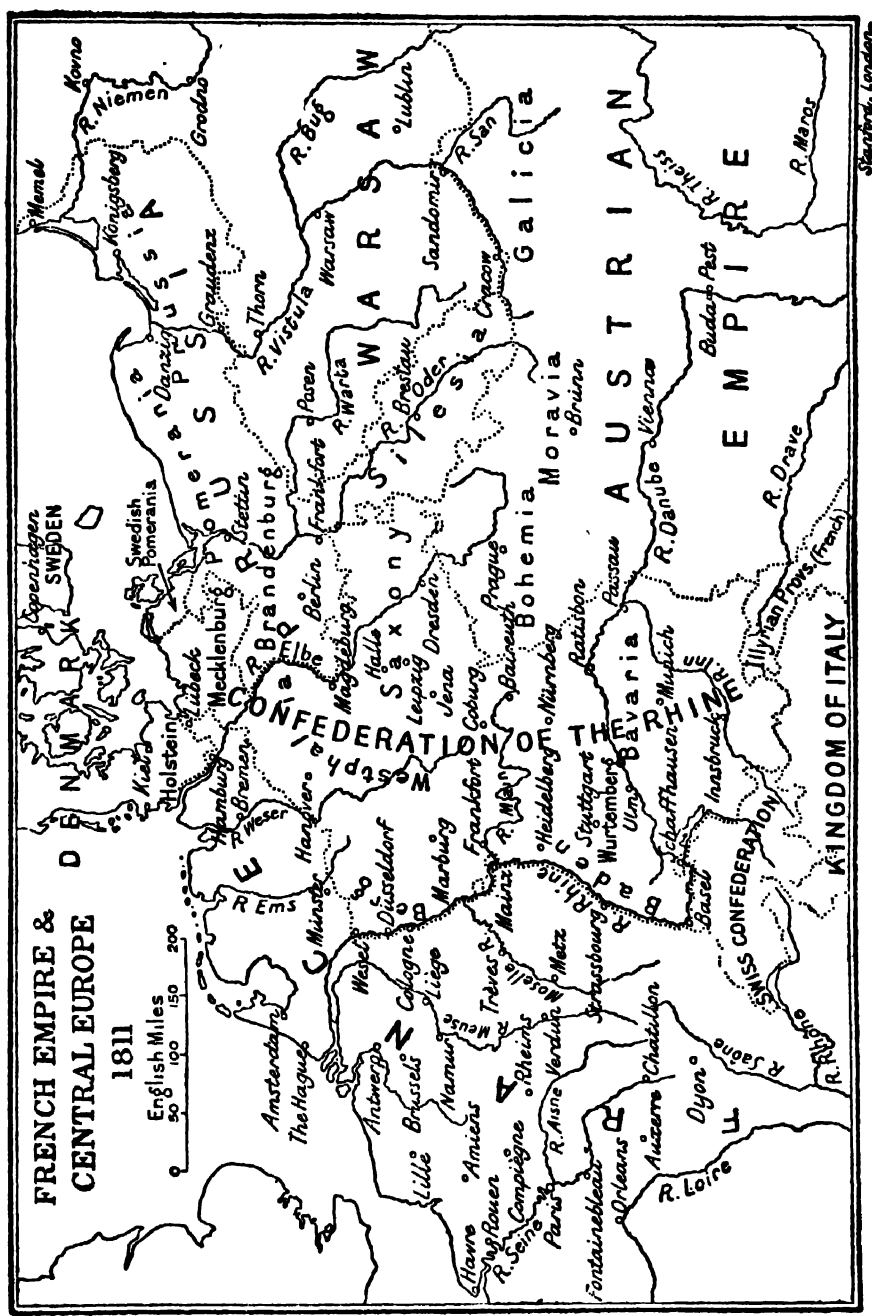 FRENCH EMPIRE &
CENTRAL EUROPE
1811
English Miles
0 50 100 150 200
DENMARK
Copenhagen
SWEDEN
Swedish
Pomerania
Kiel
Holstein
Lübeck
Hamburg
Bremen
Mecklenburg
Pomerania
Stettin
Danzig
Königsberg
Memel
Kovno
R. Niemen
Grodno
Prussia
PRUSSIA
Graudenz
Thorn
R. Vistula
R. Bug
Warsaw
WARSAW
Lublin
Posen
R. Warta
Brandenburg
Berlin
Frankfort
R. Elbe
Magdeburg
Halle
Saxony
Leipzig
Dresden
Jena
Silesia
Breslau
R. Oder
Sandomir
R. San
Cracow
Galicia
Amsterdam
The Hague
R Ems
R Weser
Hanover
Münster
Westphalia
CONFEDERATION OF THE RHINE
Wesel
Düsseldorf
Berg
Cologne
Marburg
Liege
Antwerp
Brussels
Lille
Namur
R. Meuse
Trèves
Moselle R.
Mainz
Frankfort
R. Main
Coburg
Baireuth
Prague
Bohemia
Moravia
Brünn
AUSTRIAN
EMPIRE
Heidelberg
Nürnberg
Ratisbon
Passau
R. Danube
Vienna
Buda
Pest
R. Theiss
R. Maros
R. Drave
Havre
Rouen
Amiens
Compiègne
R. Seine
Paris
R. Aisne
Rheims
Verdun
Metz
Strassbourg
R. Rhine
Stuttgart
Wurtemberg
Ulm
Bavaria
Munich
R Inn
Innsbruck
Schaffhausen
Basel
FRANCE
Fontainebleau
Orleans
Auxerre
Chatillon
Dyon
R. Loire
R. Saône
R. Rhône
SWISS CONFEDERATION
KINGDOM OF ITALY
Illyrian Provs. (French)
Stanford, London